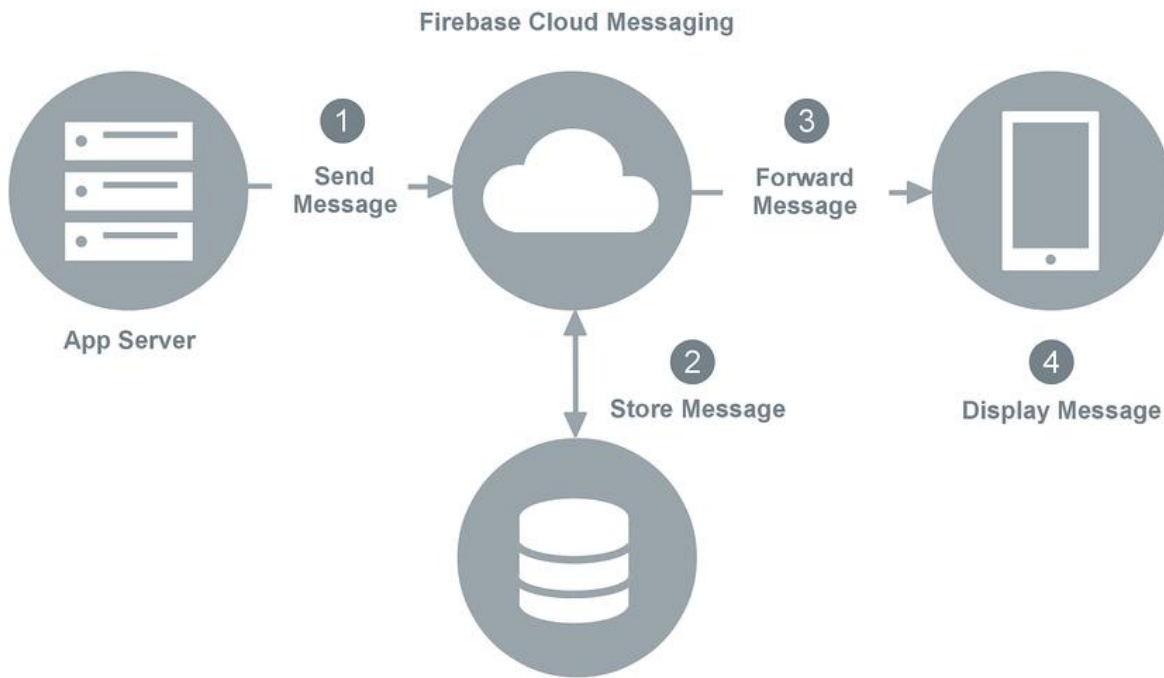 Firebase Cloud Messaging
1
Send
Message
3
Forward
Message
App Server
2
Store Message
4
Display Message